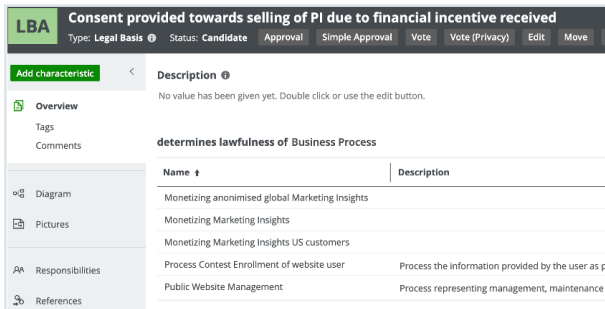 LBA
Consent provided towards selling of PI due to financial incentive received
Type: Legal Basis Status: Candidate Approval Simple Approval Vote Vote (Privacy) Edit Move
Add characteristic
Overview
Tags
Comments
Diagram
Pictures
Responsibilities
References
Description
No value has been given yet. Double click or use the edit button.
determines lawfulness of Business Process
Name Description
Monetizing anonimised global Marketing Insights
Monetizing Marketing Insights
Monetizing Marketing Insights US customers
Process Contest Enrollment of website user Process the information provided by the user as p
Public Website Management Process representing management, maintenance